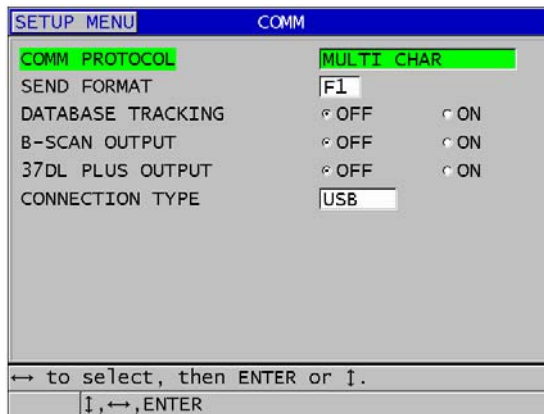 SETUP MENU COMM
COMM PROTOCOL MULTI CHAR
SEND FORMAT F1
DATABASE TRACKING OFF ON
B-SCAN OUTPUT OFF ON
37DL PLUS OUTPUT OFF ON
CONNECTION TYPE USB
↔ to select, then ENTER or ↕.
↕,↔,ENTER